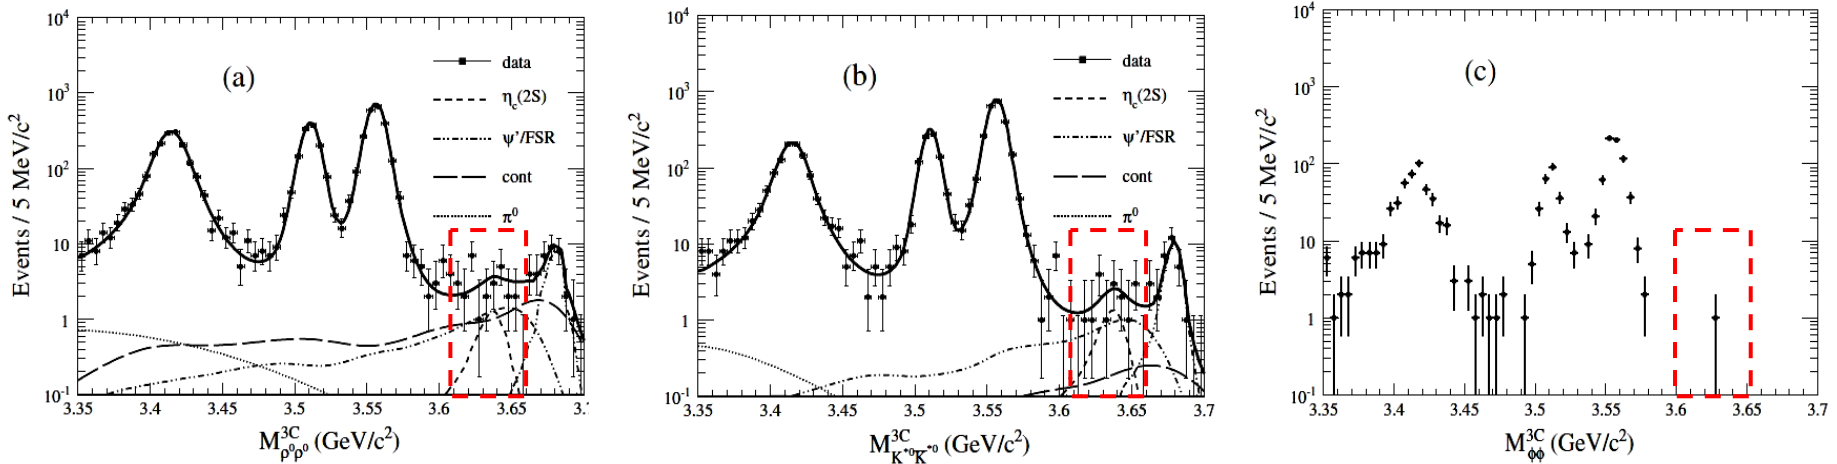 (a)
data
η_c(2S)
ψ'/FSR
cont
π⁰
Events / 5 MeV/c²
10⁴
10³
10²
10
1
10⁻¹
3.35 3.4 3.45 3.5 3.55 3.6 3.65 3.7
M³ᶜ_ρ⁰ρ⁰ (GeV/c²)
(b)
data
η_c(2S)
ψ'/FSR
cont
π⁰
Events / 5 MeV/c²
10⁴
10³
10²
10
1
10⁻¹
3.35 3.4 3.45 3.5 3.55 3.6 3.65 3.7
M³ᶜ_K*⁰K*⁰ (GeV/c²)
(c)
Events / 5 MeV/c²
10⁴
10³
10²
10
1
10⁻¹
3.35 3.4 3.45 3.5 3.55 3.6 3.65 3.7
M³ᶜ_ϕϕ (GeV/c²)